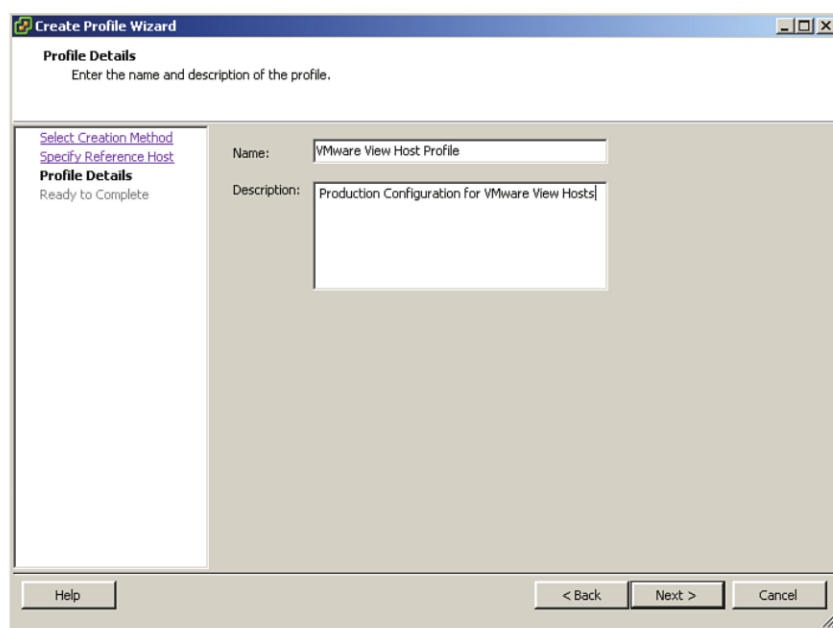 Create Profile Wizard
Profile Details
Enter the name and description of the profile.
Select Creation Method
Specify Reference Host
Profile Details
Ready to Complete
Name:
VMware View Host Profile
Description:
Production Configuration for VMware View Hosts
Help
< Back
Next >
Cancel